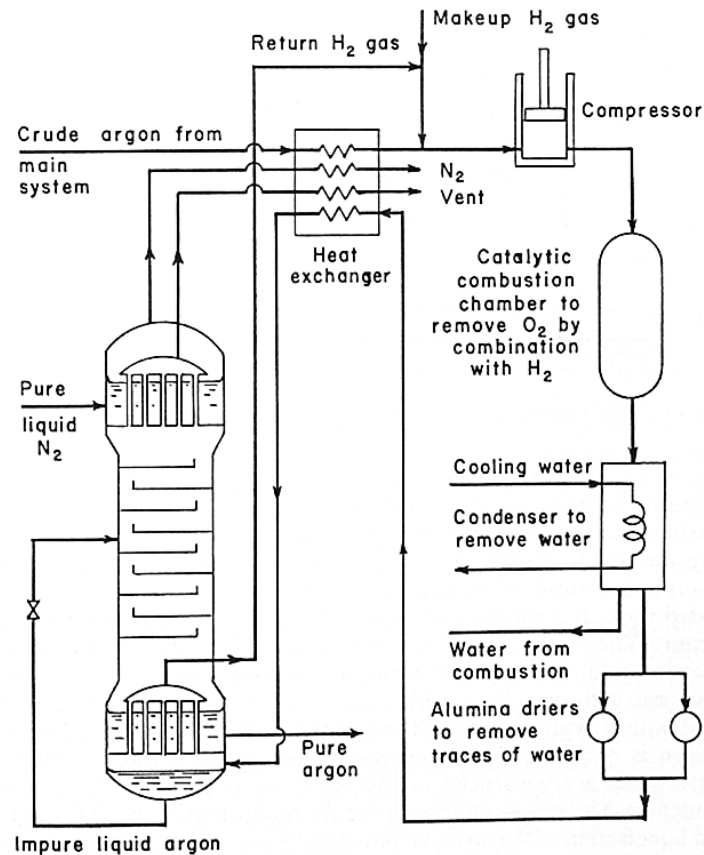 Makeup H2 gas
Return H2 gas
Compressor
Crude argon from
main
system
N2
Vent
Heat
exchanger
Catalytic
combustion
chamber to
remove O2 by
combination
with H2
Pure
liquid
N2
Cooling water
Condenser to
remove water
Water from
combustion
Alumina driers
to remove
traces of water
Pure
argon
Impure liquid argon